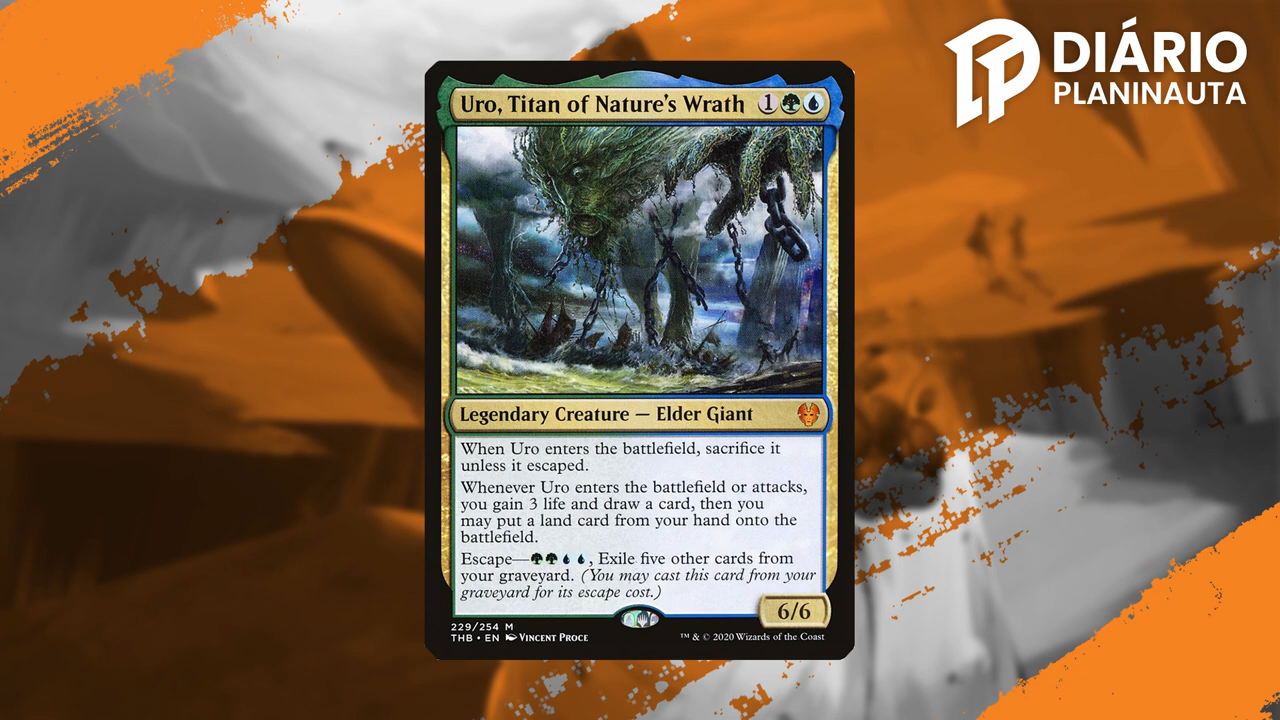 DIÁRIO
PLANINAUTA
Uro, Titan of Nature's Wrath 1
Legendary Creature — Elder Giant
When Uro enters the battlefield, sacrifice it
unless it escaped.
Whenever Uro enters the battlefield or attacks,
you gain 3 life and draw a card, then you
may put a land card from your hand onto the
battlefield.
Escape—, Exile five other cards from
your graveyard. (You may cast this card from your
graveyard for its escape cost.)
6/6
229/254 M
THB • EN VINCENT PROCE
™ & © 2020 Wizards of the Coast